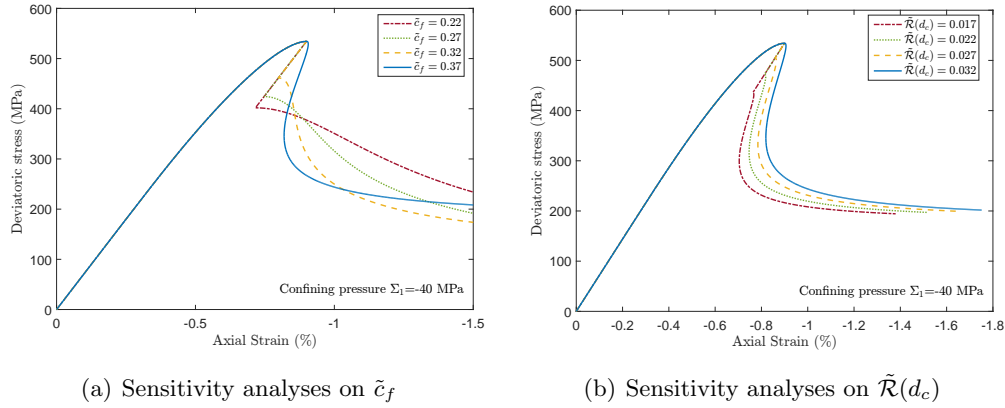 600
500
400
300
200
100
0
Deviatoric stress (MPa)
c̃_f = 0.22
c̃_f = 0.27
c̃_f = 0.32
c̃_f = 0.37
Confining pressure Σ₁=-40 MPa
0 -0.5 -1 -1.5
Axial Strain (%)
(a) Sensitivity analyses on c̃_f
600
500
400
300
200
100
0
Deviatoric stress (MPa)
R̃(d_c) = 0.017
R̃(d_c) = 0.022
R̃(d_c) = 0.027
R̃(d_c) = 0.032
Confining pressure Σ₁=-40 MPa
0 -0.2 -0.4 -0.6 -0.8 -1 -1.2 -1.4 -1.6 -1.8
Axial Strain (%)
(b) Sensitivity analyses on R̃(d_c)